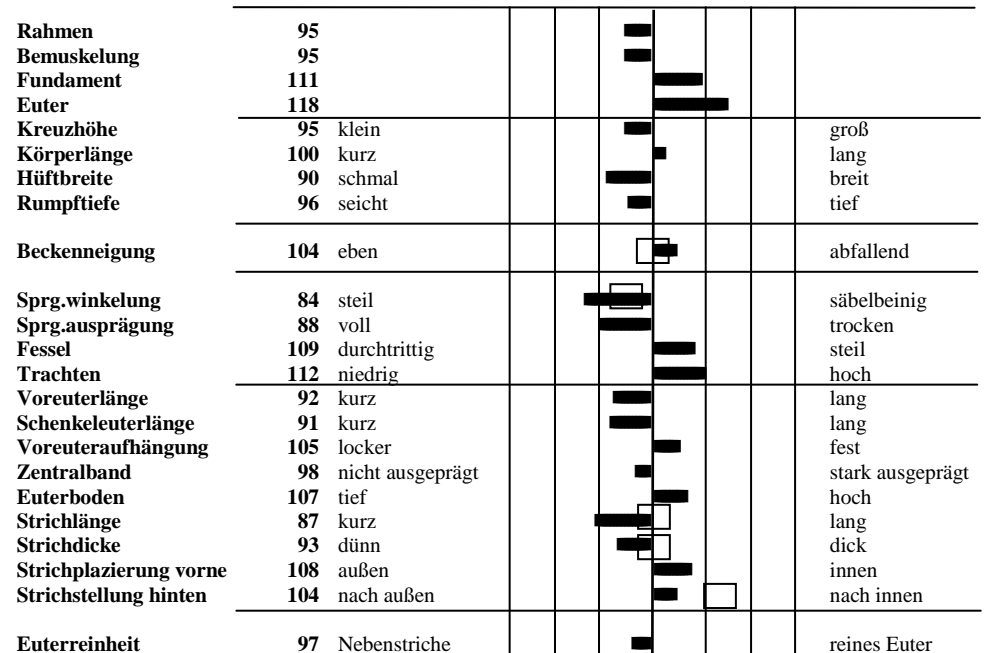 Rahmen 95
Bemuskelung 95
Fundament 111
Euter 118
Kreuzhöhe 95 klein groß
Körperlänge 100 kurz lang
Hüftbreite 90 schmal breit
Rumpftiefe 96 seicht tief
Beckenneigung 104 eben abfallend
Sprg.winkelung 84 steil säbelbeinig
Sprg.ausprägung 88 voll trocken
Fessel 109 durchtrittig steil
Trachten 112 niedrig hoch
Voreuterlänge 92 kurz lang
Schenkeleuterlänge 91 kurz lang
Voreuteraufhängung 105 locker fest
Zentralband 98 nicht ausgeprägt stark ausgeprägt
Euterboden 107 tief hoch
Strichlänge 87 kurz lang
Strichdicke 93 dünn dick
Strichplazierung vorne 108 außen innen
Strichstellung hinten 104 nach außen nach innen
Euterreinheit 97 Nebenstriche reines Euter